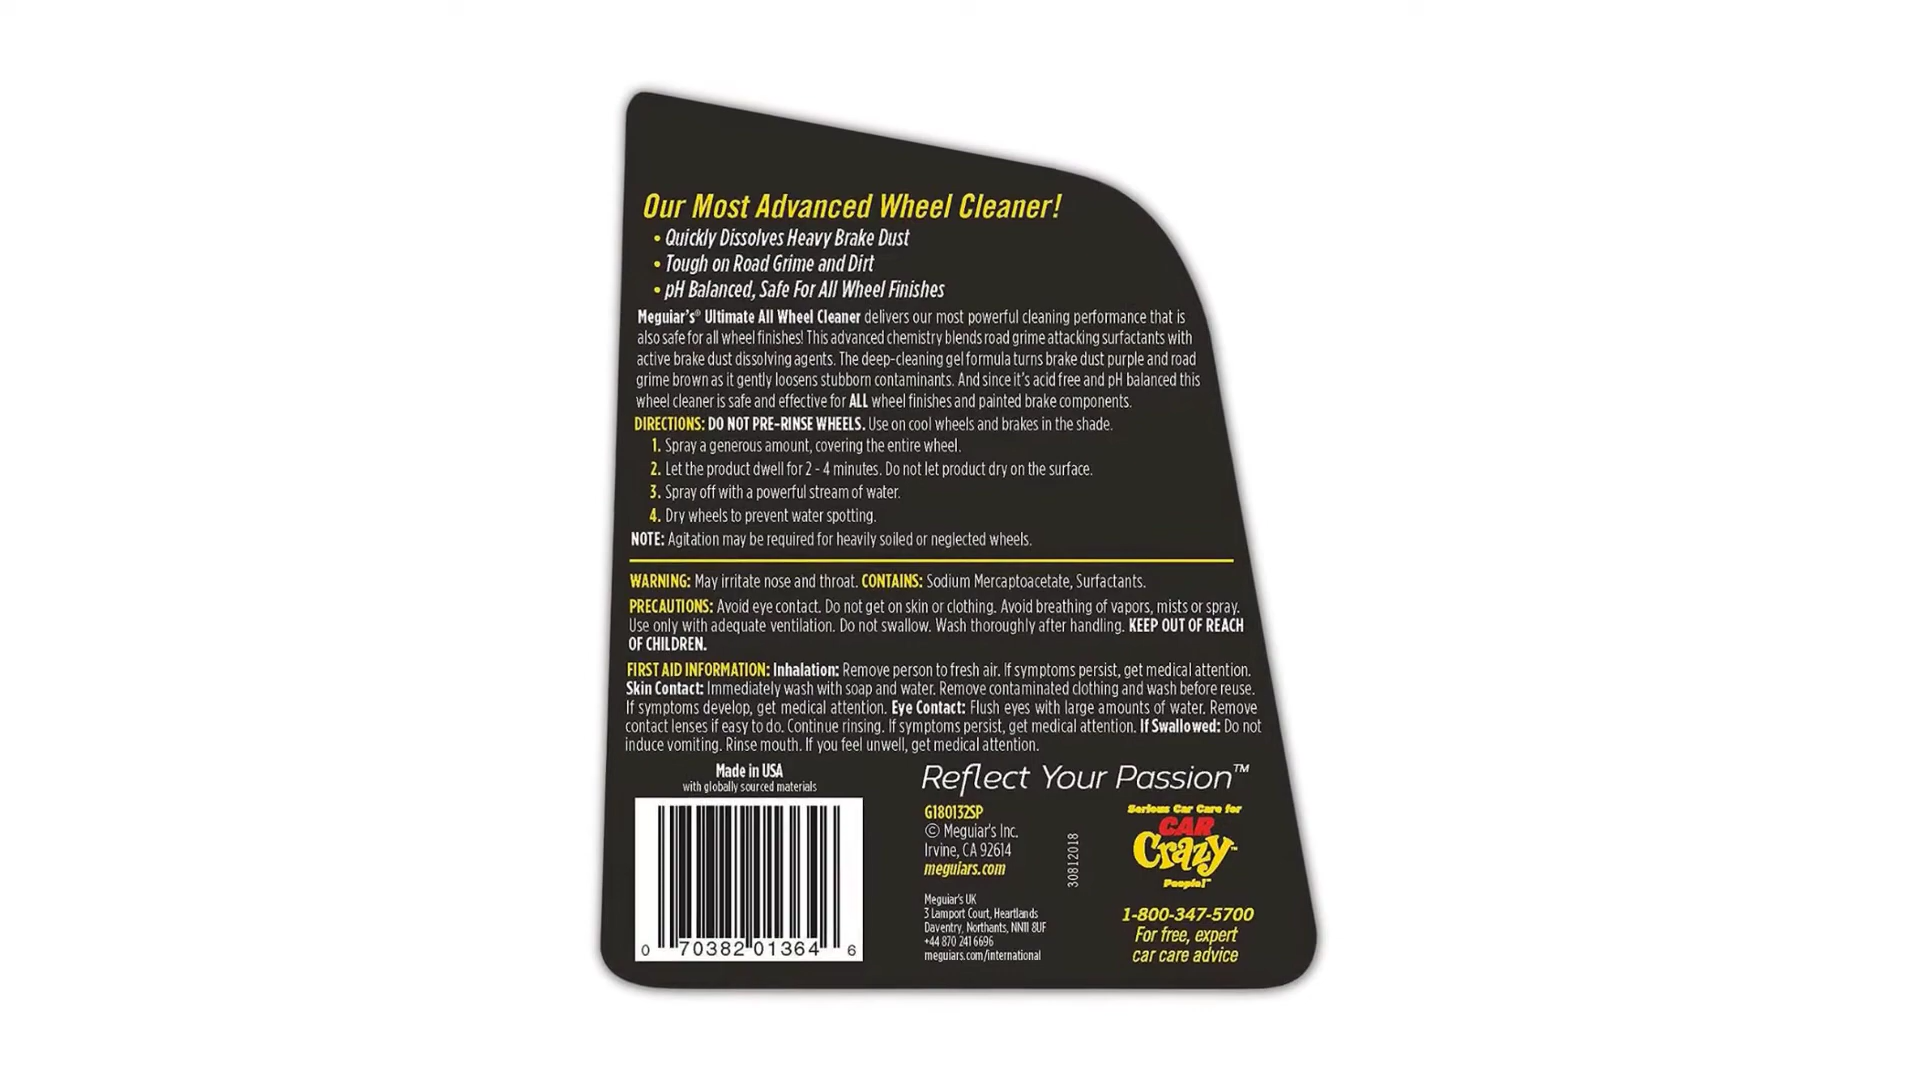 Our Most Advanced Wheel Cleaner!
• Quickly Dissolves Heavy Brake Dust
• Tough on Road Grime and Dirt
• pH Balanced, Safe For All Wheel Finishes
Meguiar's® Ultimate All Wheel Cleaner delivers our most powerful cleaning performance that is
also safe for all wheel finishes! This advanced chemistry blends road grime attacking surfactants with
active brake dust dissolving agents. The deep-cleaning gel formula turns brake dust purple and road
grime brown as it gently loosens stubborn contaminants. And since it's acid free and pH balanced this
wheel cleaner is safe and effective for ALL wheel finishes and painted brake components.
DIRECTIONS: DO NOT PRE-RINSE WHEELS. Use on cool wheels and brakes in the shade.
1. Spray a generous amount, covering the entire wheel.
2. Let the product dwell for 2 - 4 minutes. Do not let product dry on the surface.
3. Spray off with a powerful stream of water.
4. Dry wheels to prevent water spotting.
NOTE: Agitation may be required for heavily soiled or neglected wheels.
WARNING: May irritate nose and throat. CONTAINS: Sodium Mercaptoacetate, Surfactants.
PRECAUTIONS: Avoid eye contact. Do not get on skin or clothing. Avoid breathing of vapors, mists or spray.
Use only with adequate ventilation. Do not swallow. Wash thoroughly after handling. KEEP OUT OF REACH
OF CHILDREN.
FIRST AID INFORMATION: Inhalation: Remove person to fresh air. If symptoms persist, get medical attention.
Skin Contact: Immediately wash with soap and water. Remove contaminated clothing and wash before reuse.
If symptoms develop, get medical attention. Eye Contact: Flush eyes with large amounts of water. Remove
contact lenses if easy to do. Continue rinsing. If symptoms persist, get medical attention. If Swallowed: Do not
induce vomiting. Rinse mouth. If you feel unwell, get medical attention.
Made in USA
with globally sourced materials
0 70382 01364 6
Reflect Your Passion™
G180132SP
© Meguiar's Inc.
Irvine, CA 92614
meguiars.com
Meguiar's UK
3 Lamport Court, Heartlands
Daventry, Northants, NN11 8UF
+44 870 241 6696
meguiars.com/international
30812018
Serious Car Care for
CAR
Crazy™
People!™
1-800-347-5700
For free, expert
car care advice